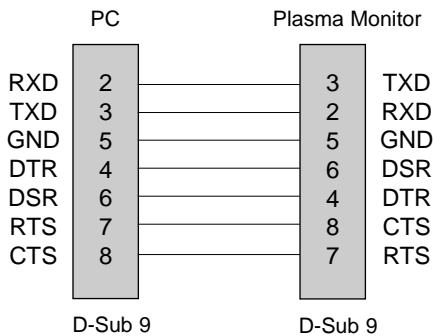 PC Plasma Monitor
RXD 2 3 TXD
TXD 3 2 RXD
GND 5 5 GND
DTR 4 6 DSR
DSR 6 4 DTR
RTS 7 8 CTS
CTS 8 7 RTS
D-Sub 9 D-Sub 9